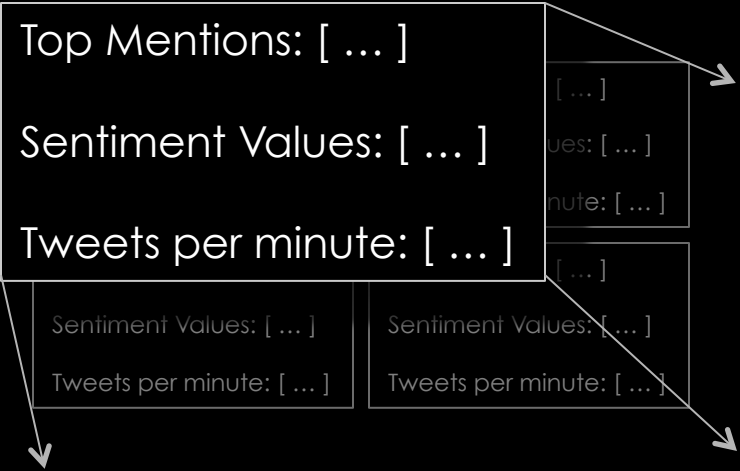 Top Mentions: [ … ]
Sentiment Values: [ … ]
Tweets per minute: [ … ]
[ … ]
ues: [ … ]
nute: [ … ]
[ … ]
Sentiment Values: [ … ]
Sentiment Values: [ … ]
Tweets per minute: [ … ]
Tweets per minute: [ … ]